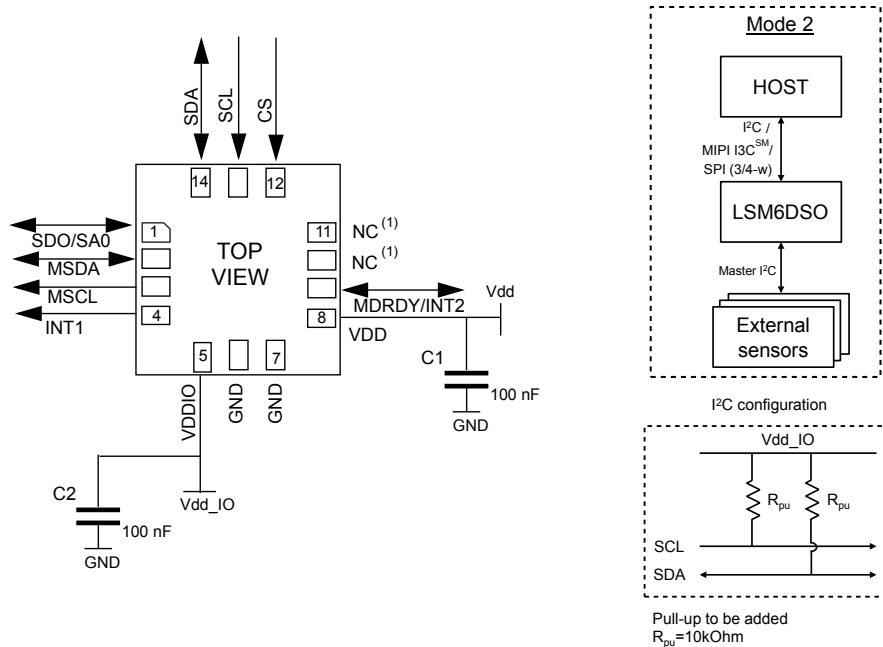 SDA
SCL
CS
14
12
1
11
NC (1)
SDO/SA0
TOP
VIEW
NC (1)
MSDA
MSCL
MDRDY/INT2
Vdd
4
8
INT1
VDD
5
7
C1
100 nF
GND
VDDIO
GND
GND
C2
Vdd_IO
100 nF
GND
Mode 2
HOST
I²C /
MIPI I3C^SM/
SPI (3/4-w)
LSM6DSO
Master I²C
External
sensors
I²C configuration
Vdd_IO
Rpu
Rpu
SCL
SDA
Pull-up to be added
Rpu=10kOhm